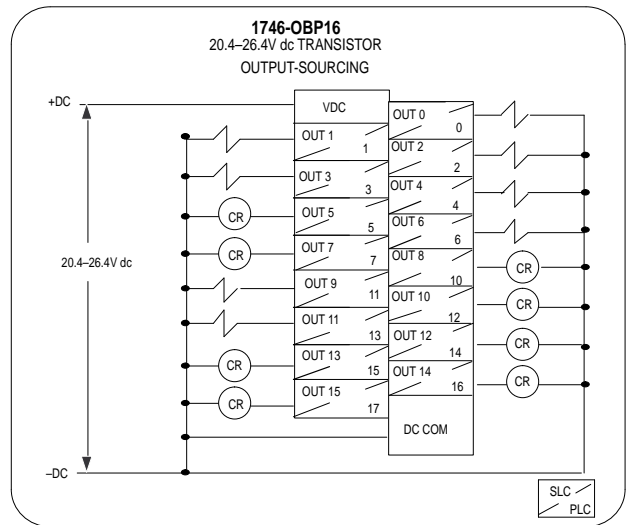 1746-OBP16
20.4–26.4V dc TRANSISTOR
OUTPUT-SOURCING
+DC
VDC
OUT 0
0
OUT 1
1
OUT 2
2
OUT 3
3
OUT 4
4
CR
OUT 5
5
OUT 6
6
CR
OUT 7
7
OUT 8
10
CR
20.4–26.4V dc
OUT 9
11
OUT 10
12
CR
OUT 11
13
OUT 12
14
CR
CR
OUT 13
15
OUT 14
16
CR
CR
OUT 15
17
DC COM
–DC
SLC
PLC